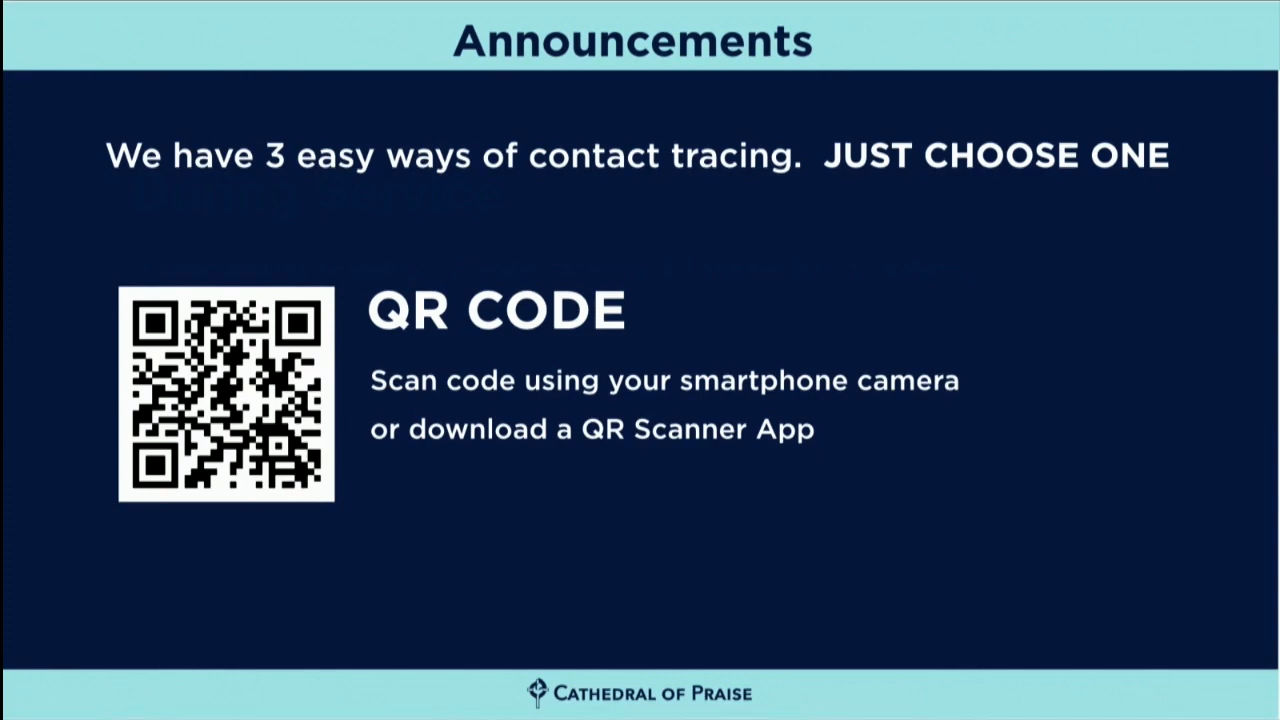 Announcements
We have 3 easy ways of contact tracing. JUST CHOOSE ONE
QR CODE
Scan code using your smartphone camera
or download a QR Scanner App
CATHEDRAL OF PRAISE